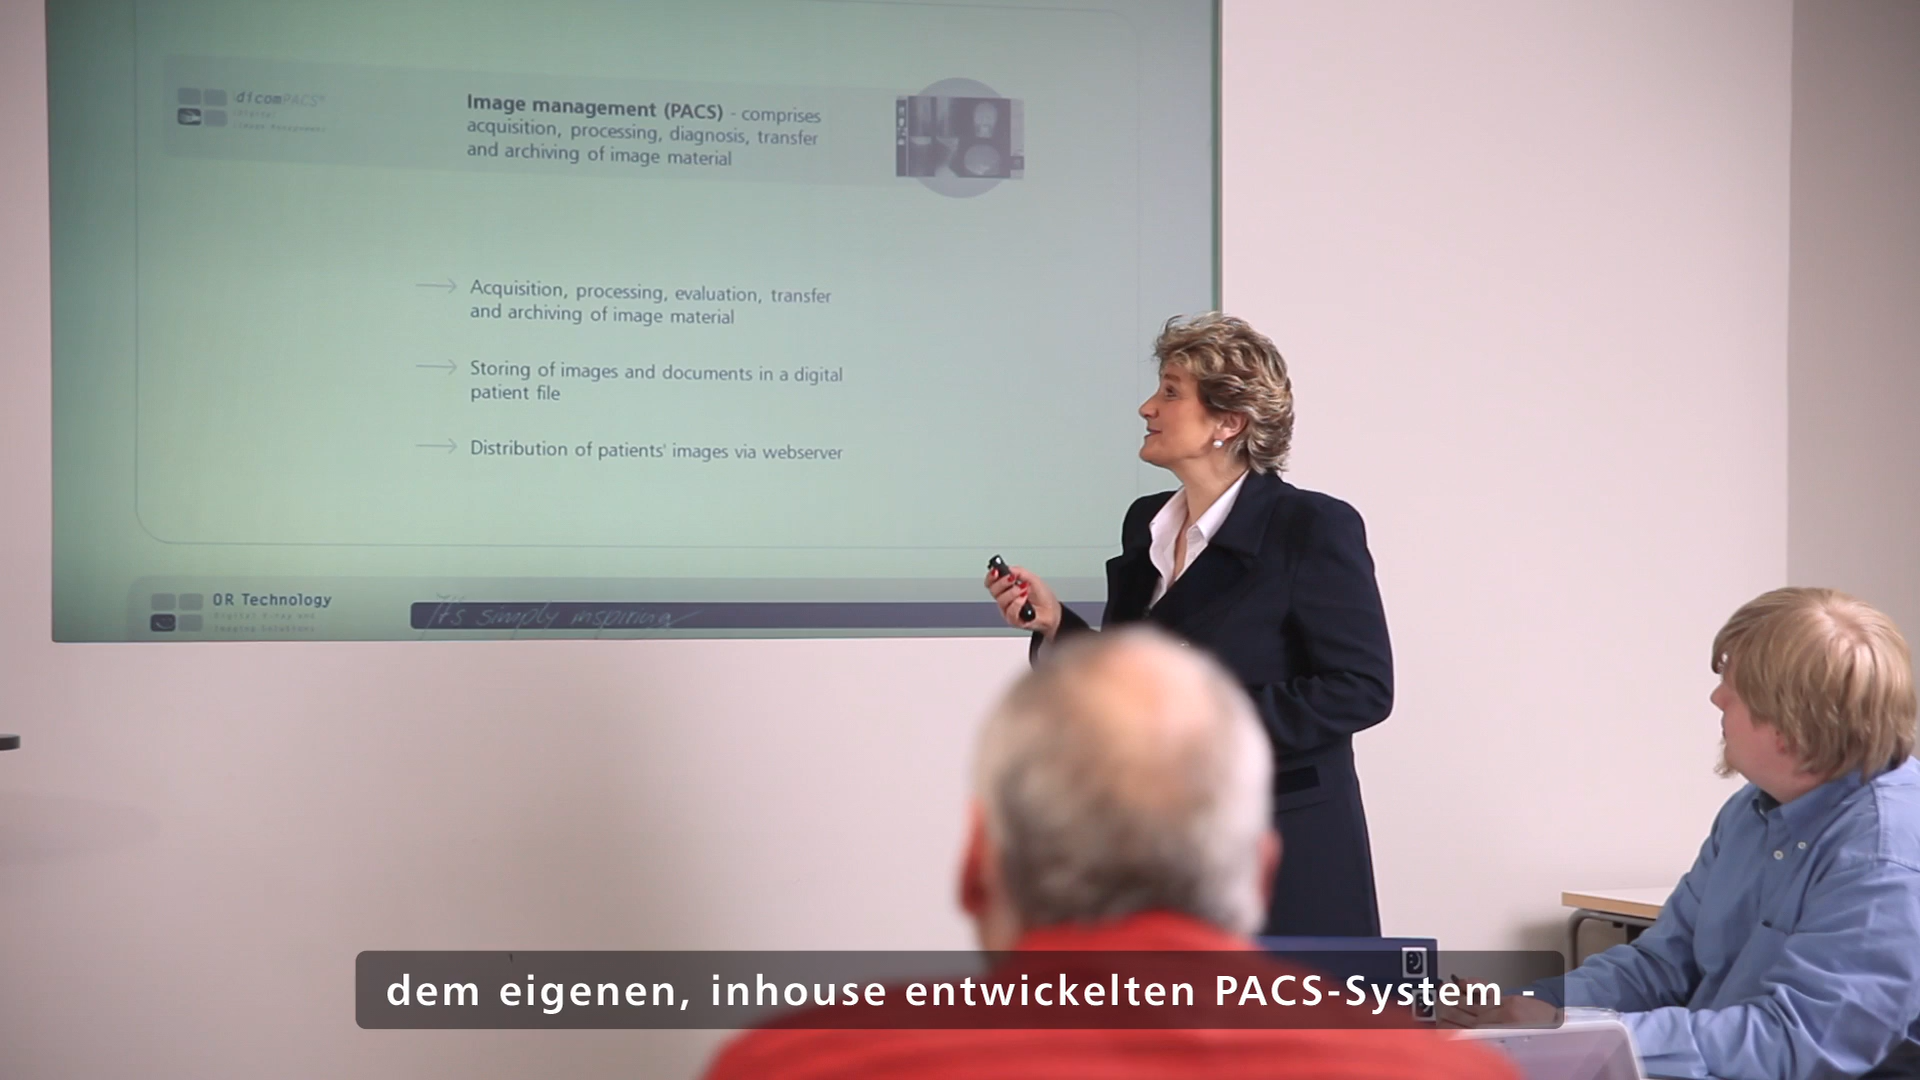 dicomPACS®
Image management (PACS) - comprises
acquisition, processing, diagnosis, transfer
and archiving of image material
Acquisition, processing, evaluation, transfer
and archiving of image material
Storing of images and documents in a digital
patient file
Distribution of patients' images via webserver
OR Technology
It's simply inspiring
dem eigenen, inhouse entwickelten PACS-System -